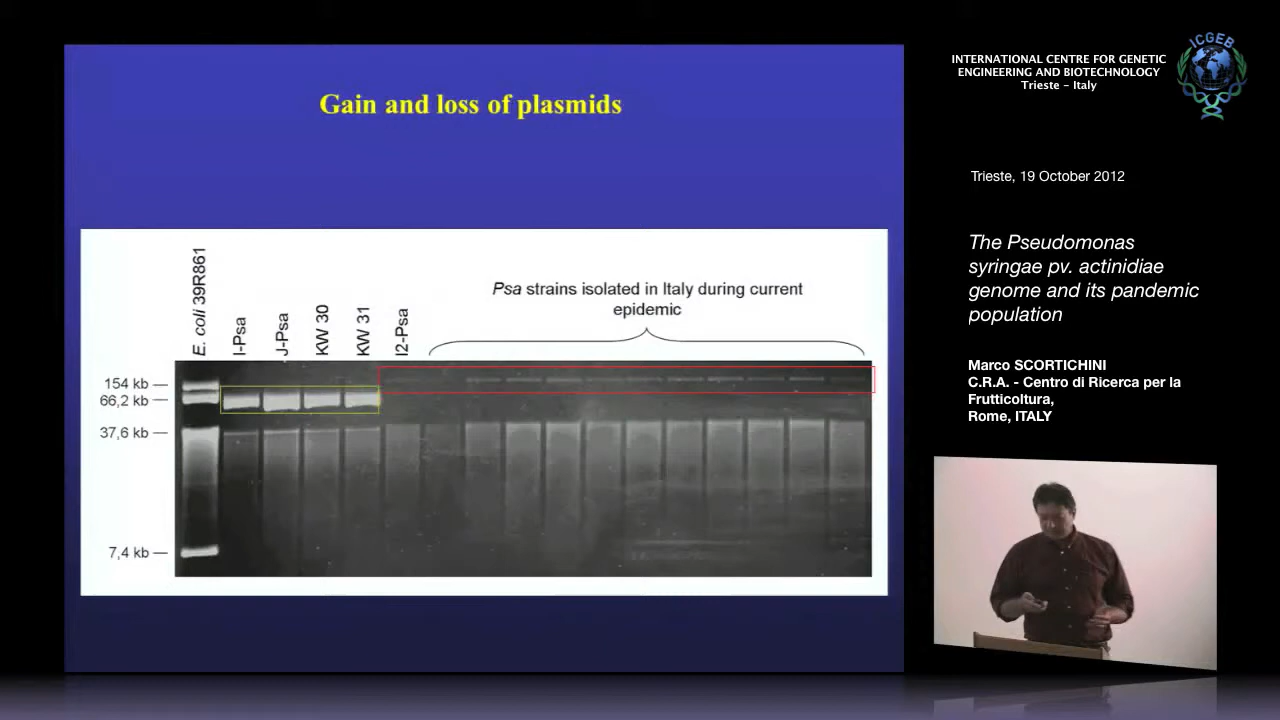 Gain and loss of plasmids
E. coli 39R861
I-Psa
J-Psa
KW 30
KW 31
I2-Psa
Psa strains isolated in Italy during current
epidemic
154 kb
66,2 kb
37,6 kb
7,4 kb
INTERNATIONAL CENTRE FOR GENETIC
ENGINEERING AND BIOTECHNOLOGY
Trieste - Italy
ICGEB
Trieste, 19 October 2012
The Pseudomonas
syringae pv. actinidiae
genome and its pandemic
population
Marco SCORTICHINI
C.R.A. - Centro di Ricerca per la
Frutticoltura,
Rome, ITALY